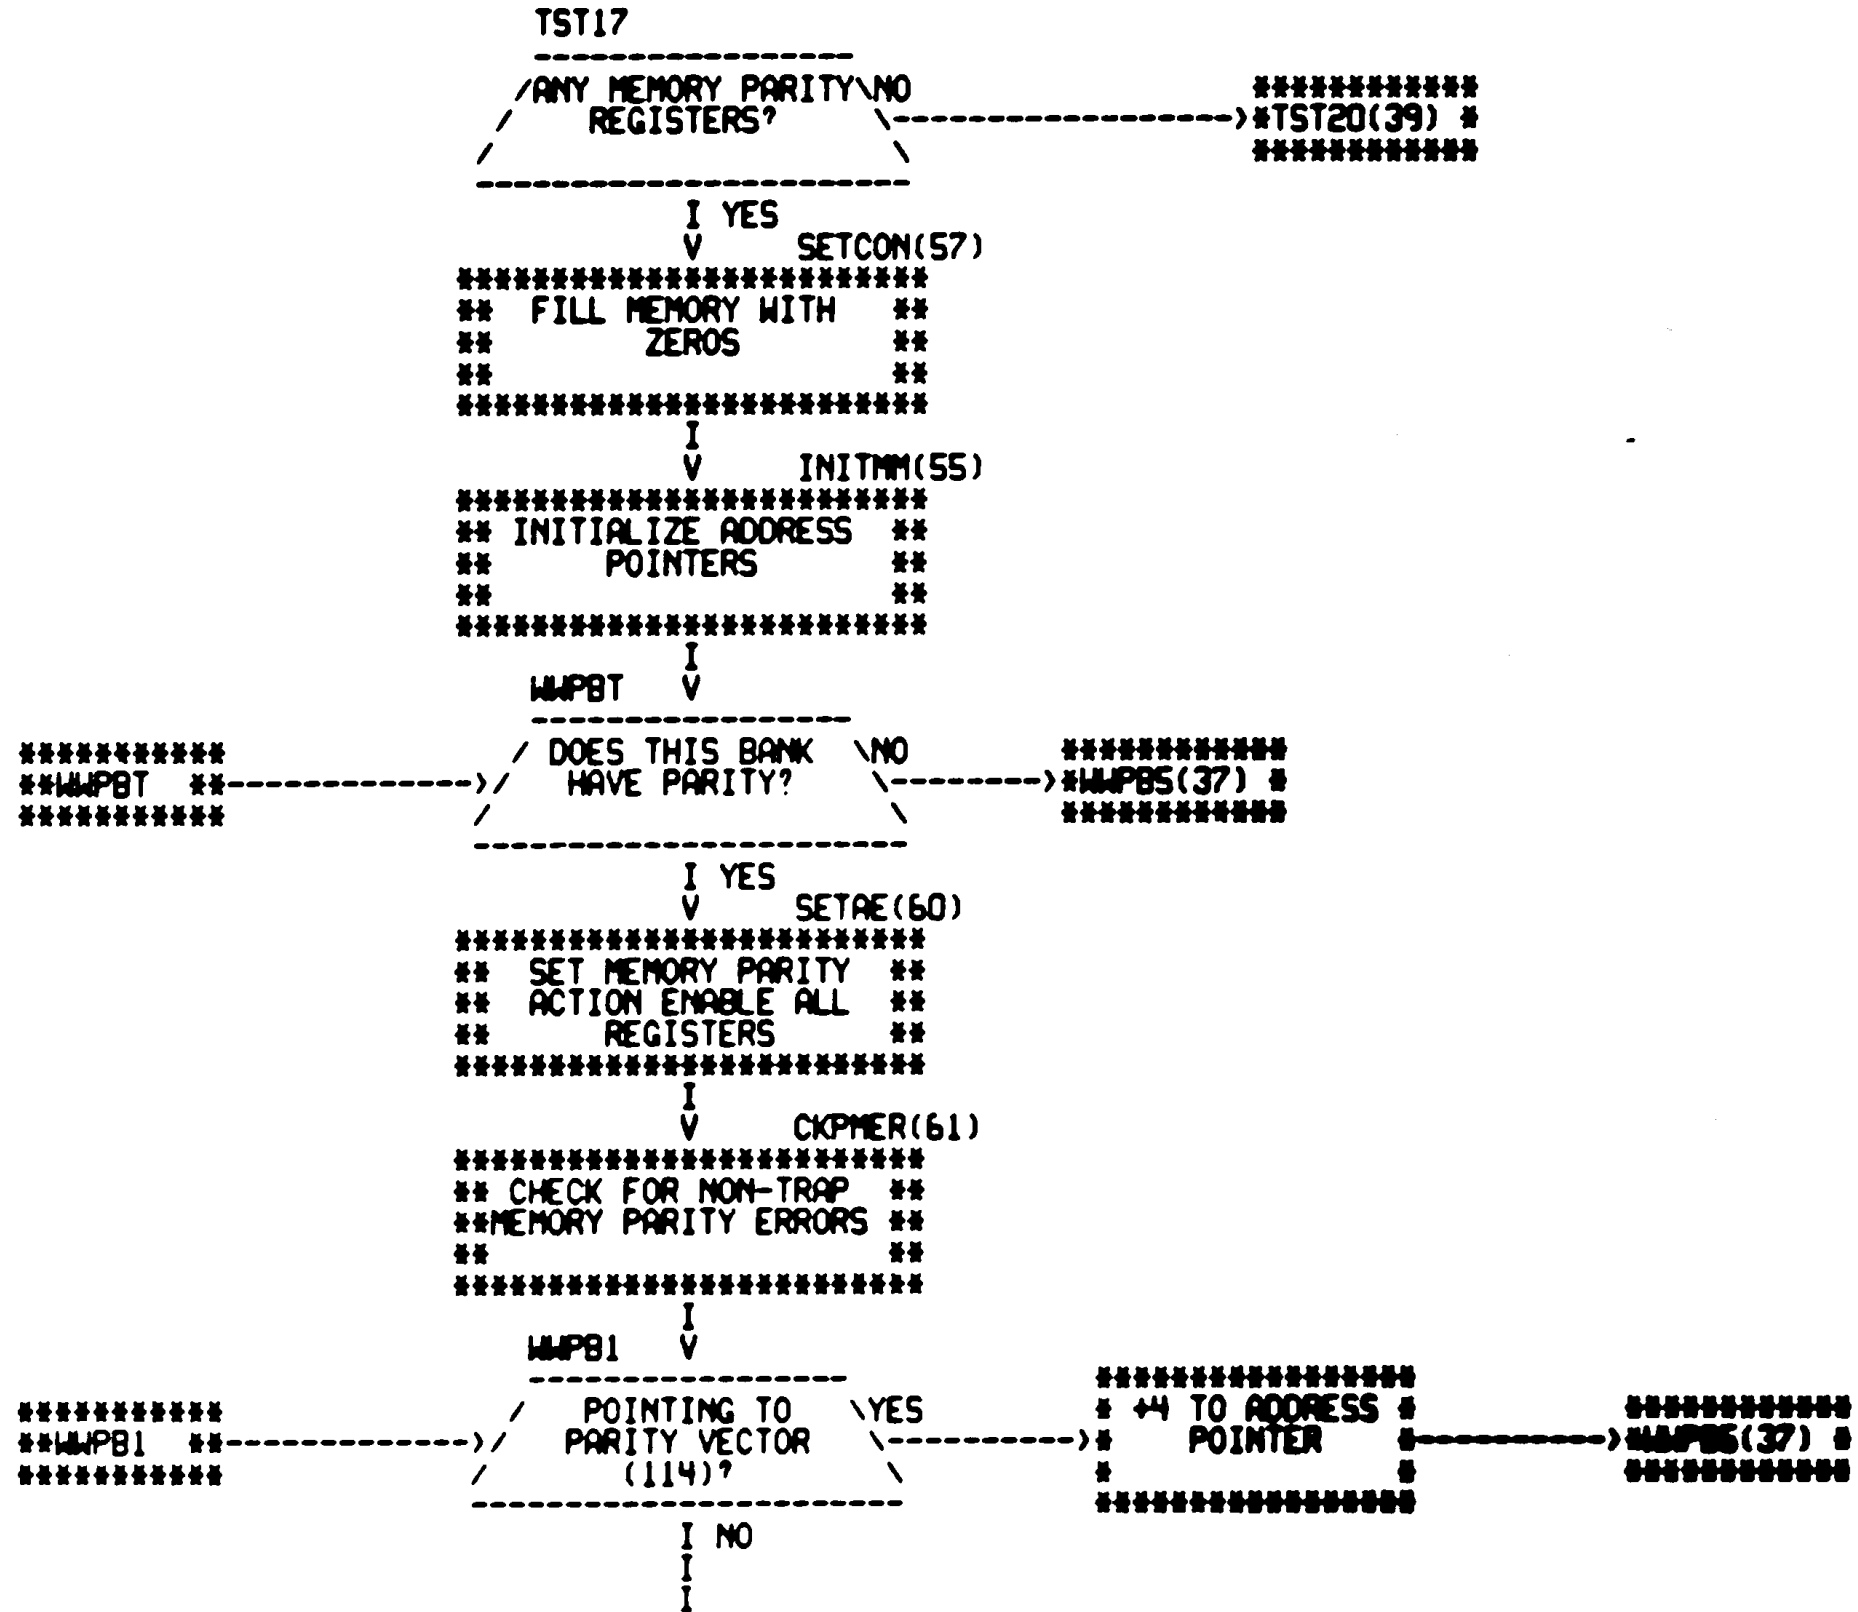 TST17
ANY MEMORY PARITY NO
REGISTERS?
*TST20(39) *
I YES
V SETCON(57)
** FILL MEMORY WITH **
** ZEROS **
I
V INITMM(55)
** INITIALIZE ADDRESS **
** POINTERS **
I
WWPBT V
DOES THIS BANK NO
HAVE PARITY?
**WWPBT **
*WWPBS(37) *
I YES
V SETAE(60)
** SET MEMORY PARITY **
** ACTION ENABLE ALL **
** REGISTERS **
I
V CKPMER(61)
** CHECK FOR NON-TRAP **
**MEMORY PARITY ERRORS **
I
WWPB1 V
POINTING TO YES
PARITY VECTOR
(114)?
**WWPB1 **
* +4 TO ADDRESS *
* POINTER *
I NO
I
I